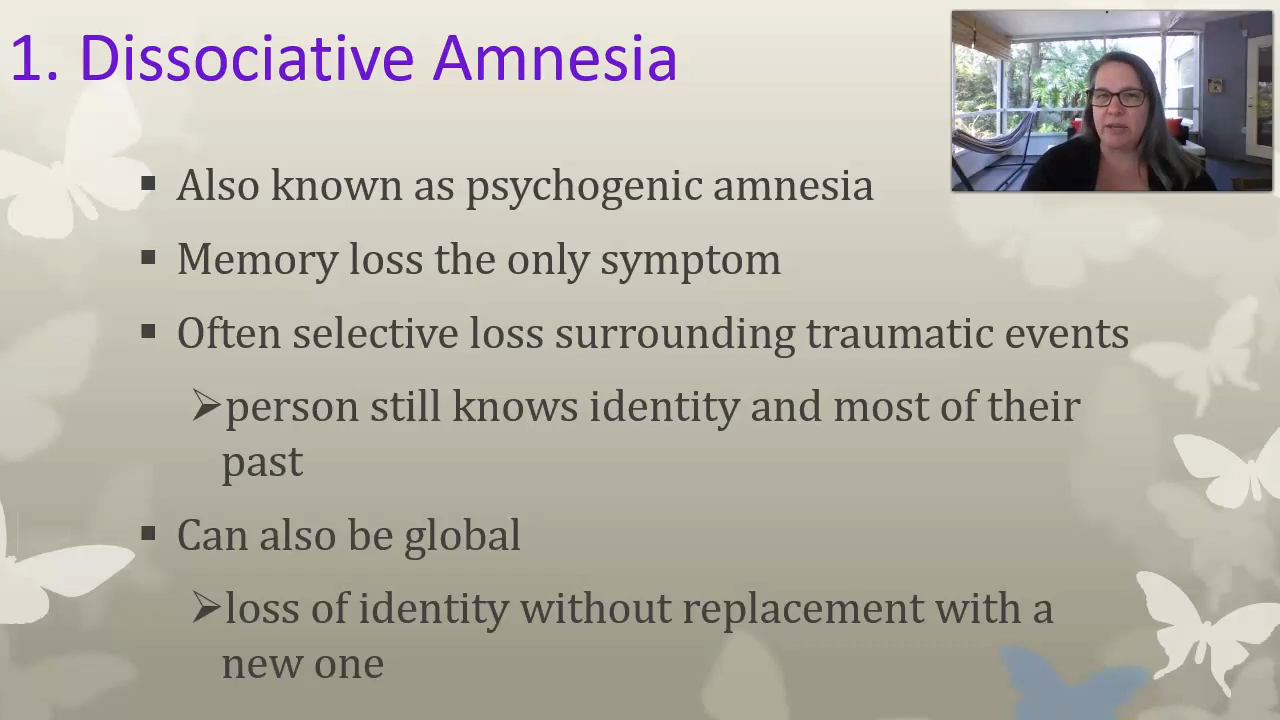 1. Dissociative Amnesia
▪ Also known as psychogenic amnesia
▪ Memory loss the only symptom
▪ Often selective loss surrounding traumatic events
➢person still knows identity and most of their
past
▪ Can also be global
➢loss of identity without replacement with a
new one